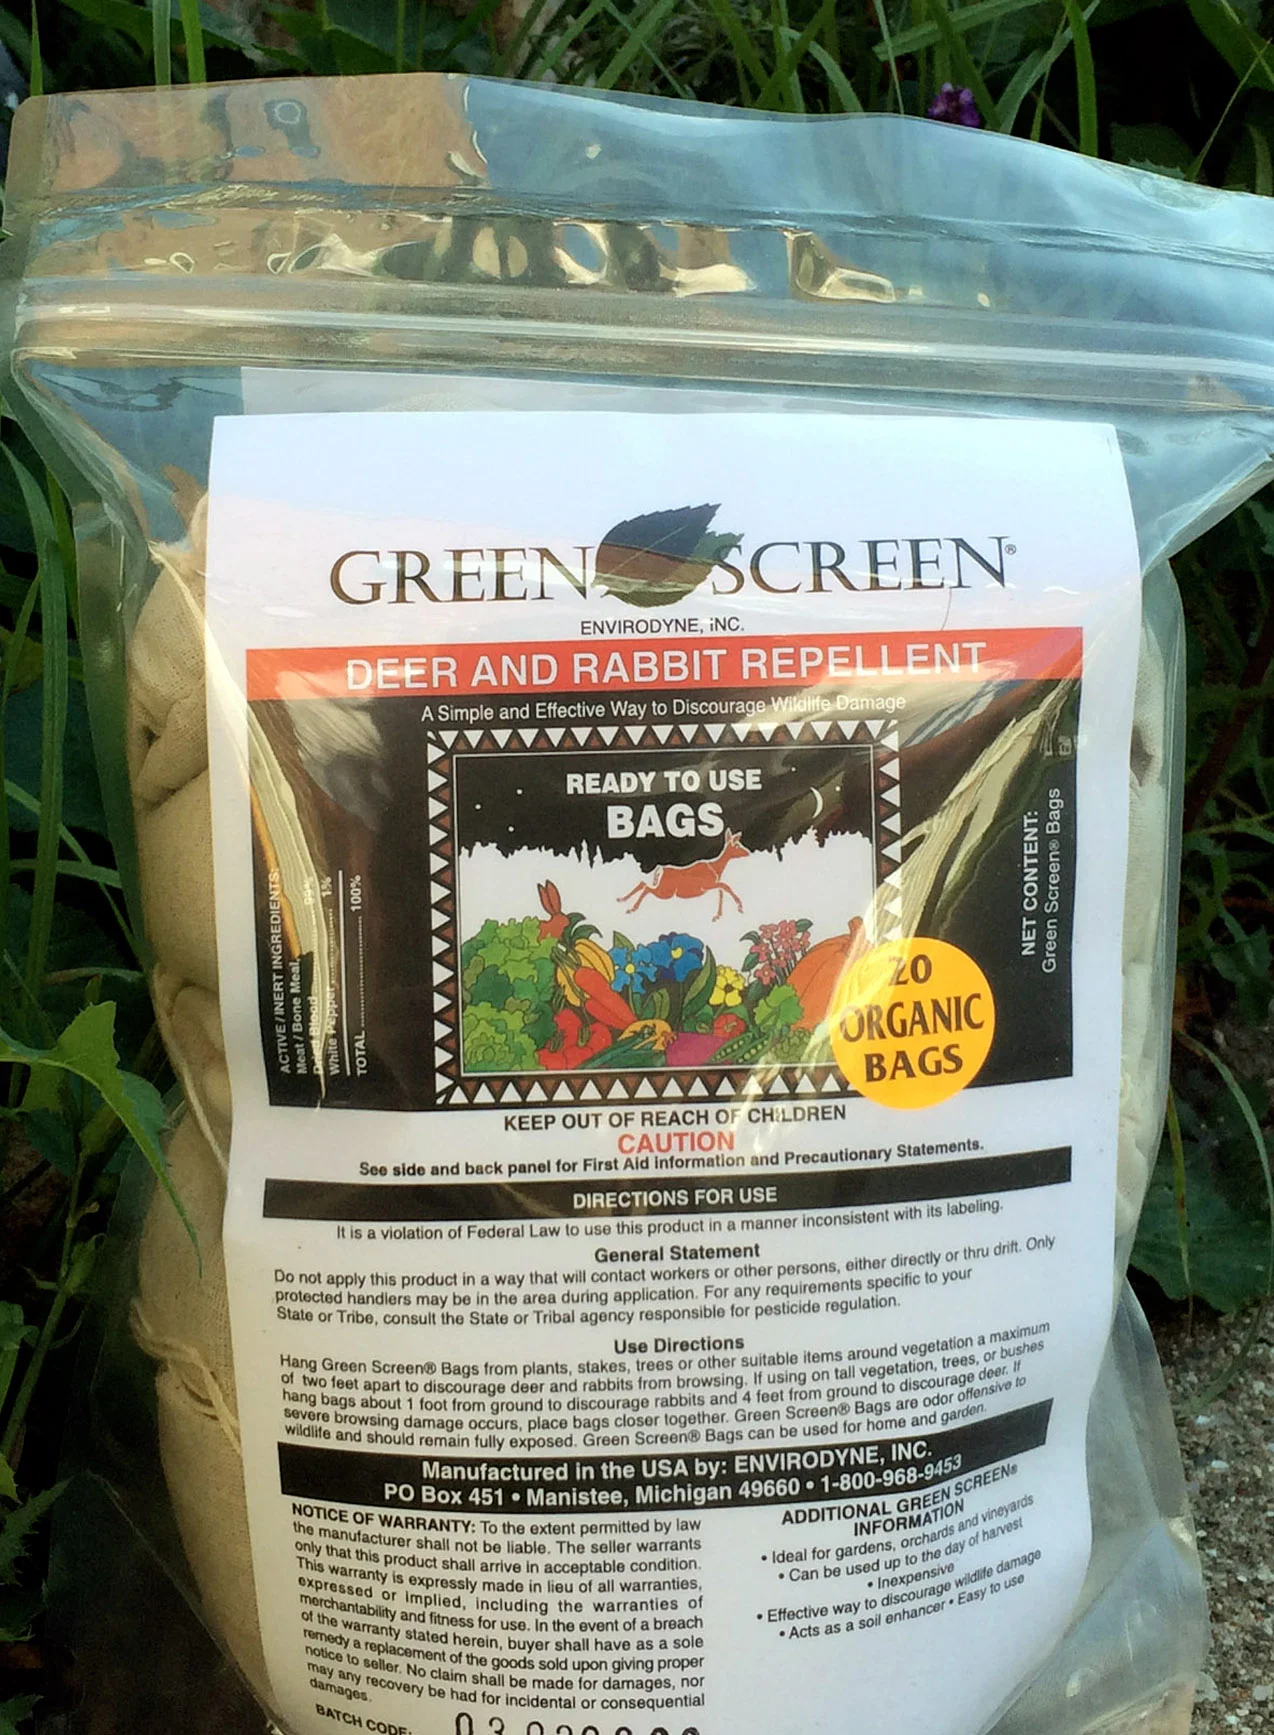 GREEN SCREEN®
ENVIRODYNE, iNC.
DEER AND RABBIT REPELLENT
A Simple and Effective Way to Discourage Wildlife Damage
READY TO USE
BAGS
ACTIVE / INERT INGREDIENTS:
Meat / Bone Meal,
Dried Blood 99%
White Pepper 1%
TOTAL 100%
NET CONTENT:
Green Screen® Bags
20
ORGANIC
BAGS
KEEP OUT OF REACH OF CHILDREN
CAUTION
See side and back panel for First Aid Information and Precautionary Statements.
DIRECTIONS FOR USE
It is a violation of Federal Law to use this product in a manner inconsistent with its labeling.
General Statement
Do not apply this product in a way that will contact workers or other persons, either directly or thru drift. Only
protected handlers may be in the area during application. For any requirements specific to your
State or Tribe, consult the State or Tribal agency responsible for pesticide regulation.
Use Directions
Hang Green Screen® Bags from plants, stakes, trees or other suitable items around vegetation a maximum
of two feet apart to discourage deer and rabbits from browsing. If using on tall vegetation, trees, or bushes
hang bags about 1 foot from ground to discourage rabbits and 4 feet from ground to discourage deer. If
severe browsing damage occurs, place bags closer together. Green Screen® Bags are odor offensive to
wildlife and should remain fully exposed. Green Screen® Bags can be used for home and garden.
Manufactured in the USA by: ENVIRODYNE, INC.
PO Box 451 • Manistee, Michigan 49660 • 1-800-968-9453
NOTICE OF WARRANTY: To the extent permitted by law
the manufacturer shall not be liable. The seller warrants
only that this product shall arrive in acceptable condition.
This warranty is expressly made in lieu of all warranties,
expressed or implied, including the warranties of
merchantability and fitness for use. In the event of a breach
of the warranty stated herein, buyer shall have as a sole
remedy a replacement of the goods sold upon giving proper
notice to seller. No claim shall be made for damages, nor
may any recovery be had for incidental or consequential
damages.
BATCH CODE:
ADDITIONAL GREEN SCREEN®
INFORMATION
• Ideal for gardens, orchards and vineyards
• Can be used up to the day of harvest
• Inexpensive
• Effective way to discourage wildlife damage
• Acts as a soil enhancer • Easy to use